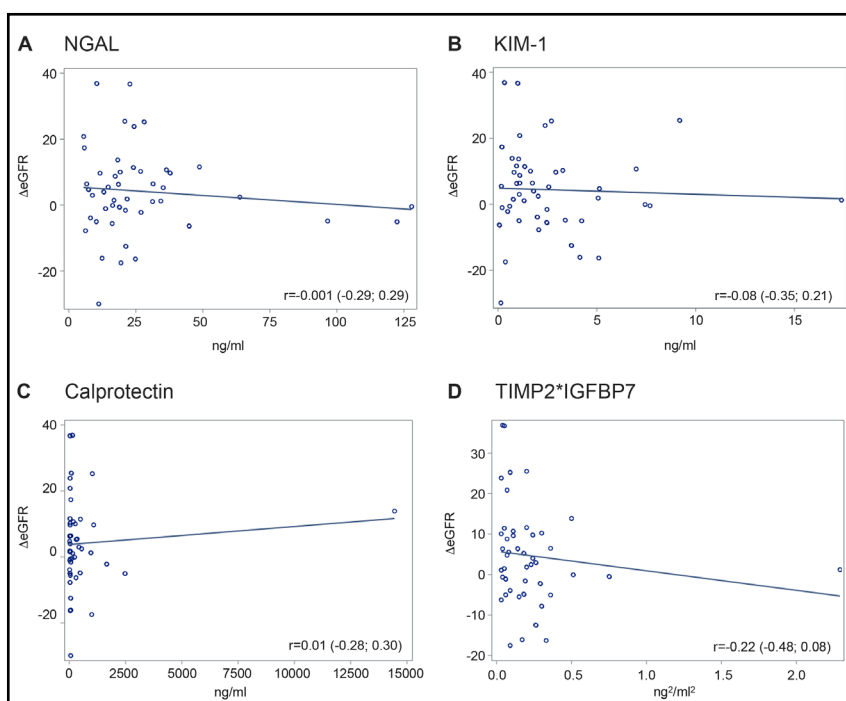 A NGAL
ΔeGFR
40
20
0
-20
r=-0.001 (-0.29; 0.29)
0 25 50 75 100 125
ng/ml
B KIM-1
ΔeGFR
40
20
0
-20
r=-0.08 (-0.35; 0.21)
0 5 10 15
ng/ml
C Calprotectin
ΔeGFR
40
20
0
-20
r=0.01 (-0.28; 0.30)
0 2500 5000 7500 10000 12500 15000
ng/ml
D TIMP2*IGFBP7
ΔeGFR
30
20
10
0
-10
-20
r=-0.22 (-0.48; 0.08)
0.0 0.5 1.0 1.5 2.0
ng²/ml²